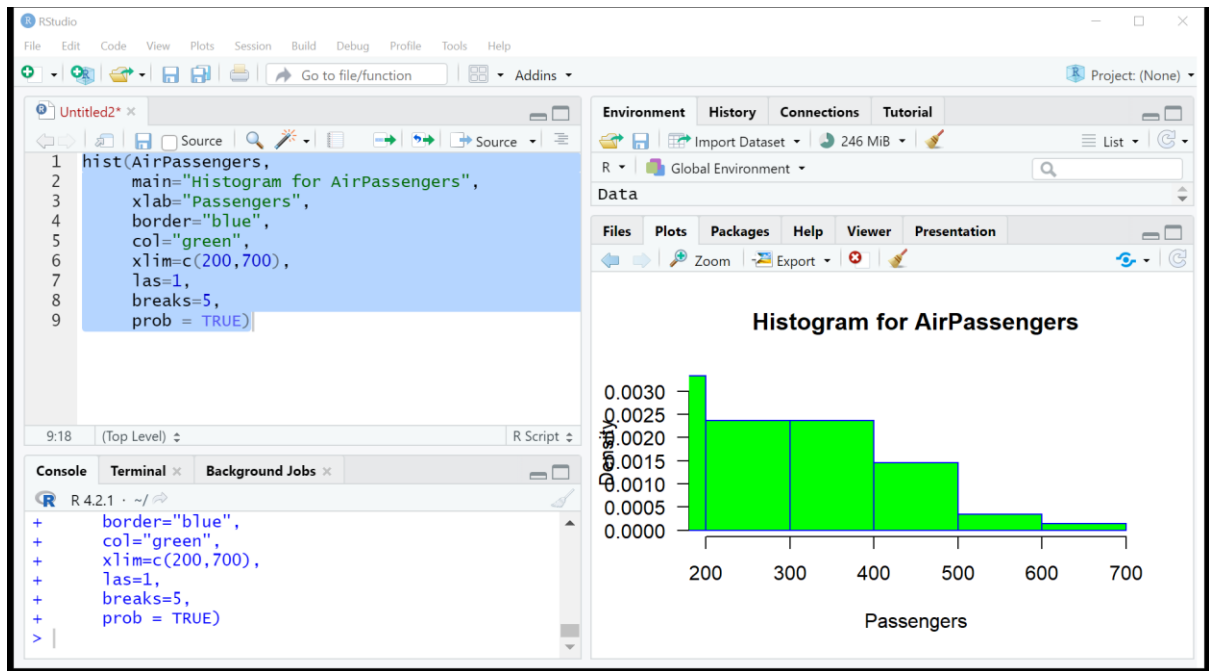 RStudio
File Edit Code View Plots Session Build Debug Profile Tools Help
Go to file/function Addins Project: (None)
Untitled2*
Source Source
1 hist(AirPassengers,
2 main="Histogram for AirPassengers",
3 xlab="Passengers",
4 border="blue",
5 col="green",
6 xlim=c(200,700),
7 las=1,
8 breaks=5,
9 prob = TRUE)
9:18 (Top Level) R Script
Console Terminal Background Jobs
R 4.2.1 · ~/
+ border="blue",
+ col="green",
+ xlim=c(200,700),
+ las=1,
+ breaks=5,
+ prob = TRUE)
>
Environment History Connections Tutorial
Import Dataset 246 MiB List
R Global Environment
Data
Files Plots Packages Help Viewer Presentation
Zoom Export
Histogram for AirPassengers
Density
0.0030
0.0025
0.0020
0.0015
0.0010
0.0005
0.0000
200 300 400 500 600 700
Passengers